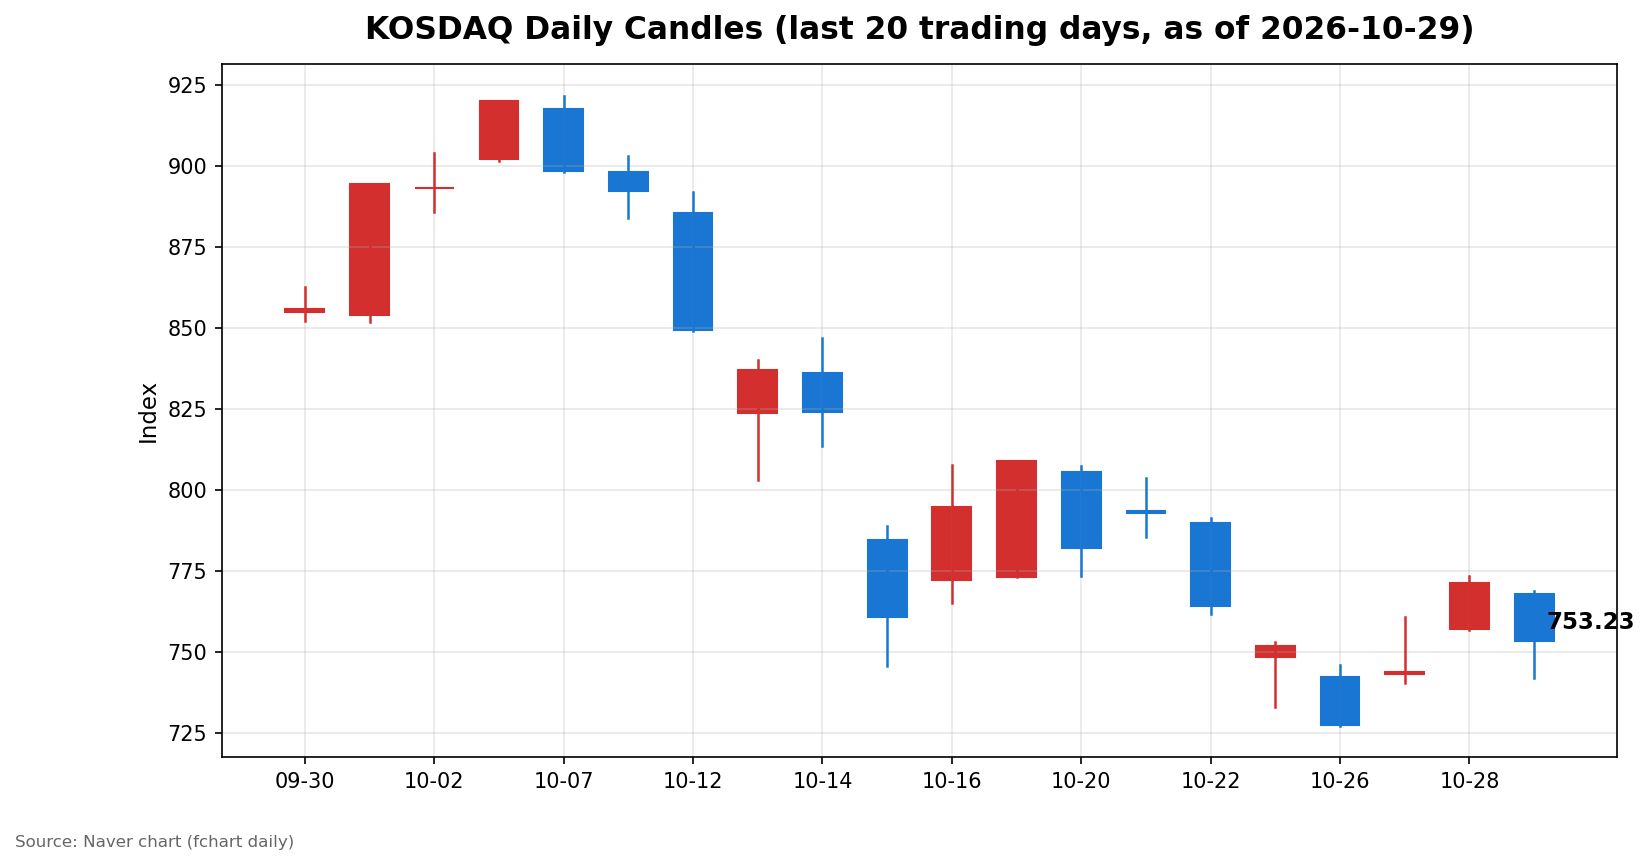 KOSDAQ Daily Candles (last 20 trading days, as of 2026-10-29)
925
900
875
850
825
800
775
750
725
Index
753.23
09-30 10-02 10-07 10-12 10-14 10-16 10-20 10-22 10-26 10-28
Source: Naver chart (fchart daily)